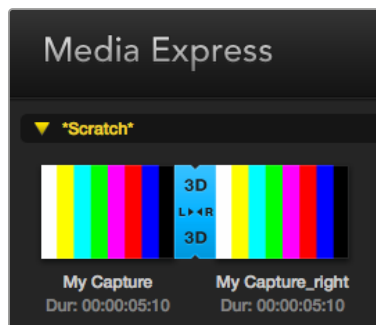 Media Express
*Scratch*
3D
L▶◀R
3D
My Capture
My Capture_right
Dur: 00:00:05:10
Dur: 00:00:05:10